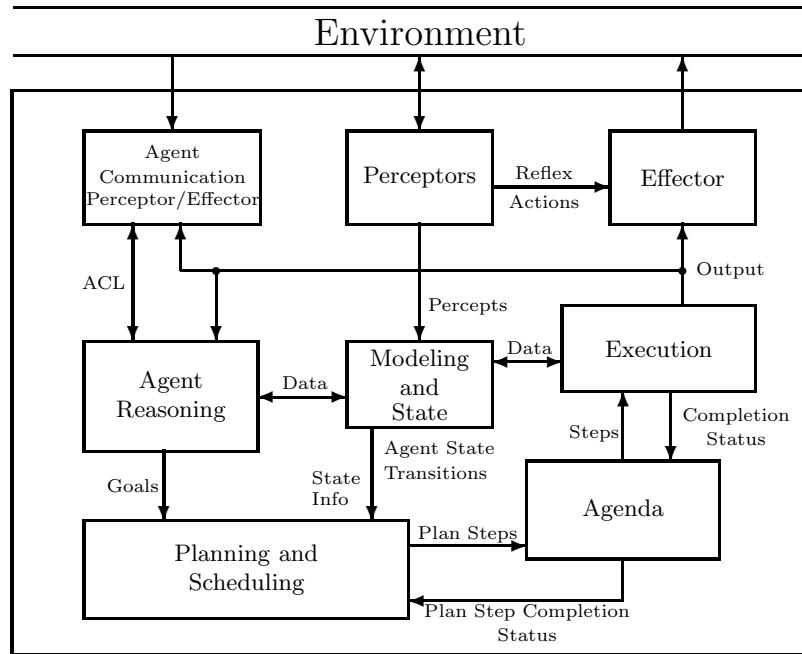 Environment
Agent
Communication
Perceptor/Effector
Perceptors
Reflex
Actions
Effector
ACL
Percepts
Output
Agent
Reasoning
Data
Modeling
and
State
Data
Execution
Steps
Completion
Status
Goals
State
Info
Agent State
Transitions
Agenda
Planning and
Scheduling
Plan Steps
Plan Step Completion
Status